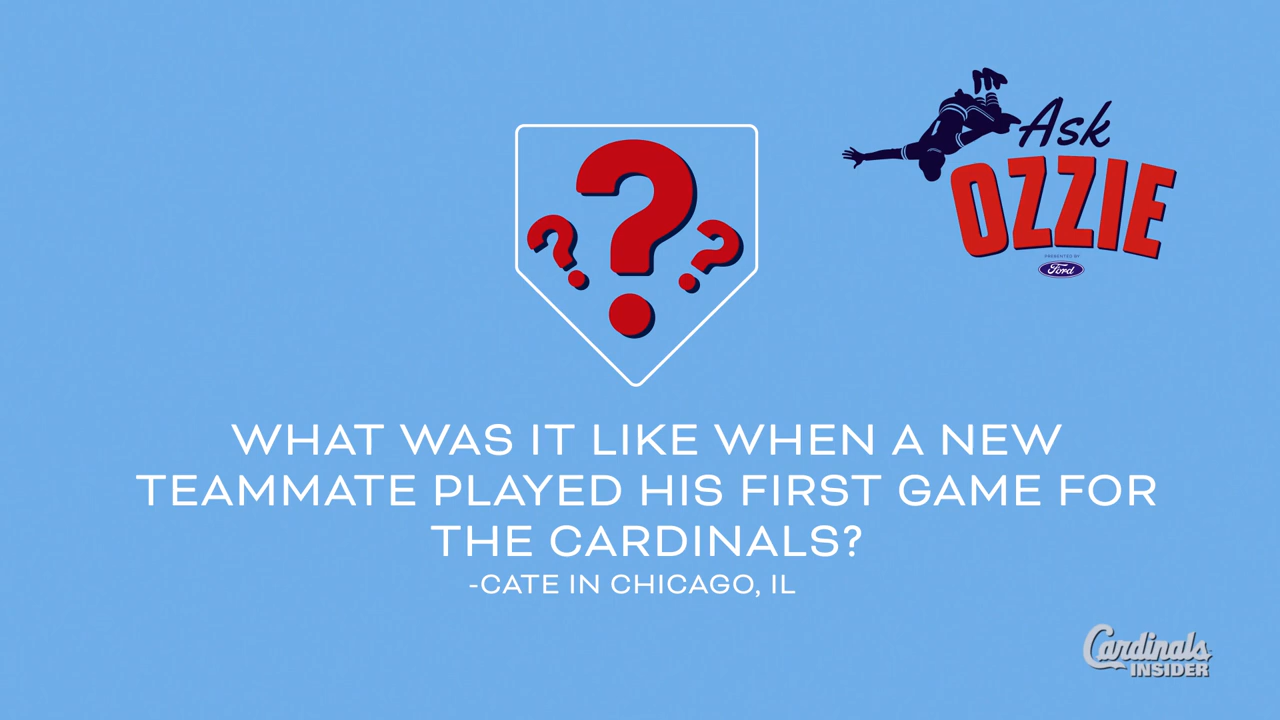 Ask
OZZIE
PRESENTED BY
Ford
? ? ?
WHAT WAS IT LIKE WHEN A NEW
TEAMMATE PLAYED HIS FIRST GAME FOR
THE CARDINALS?
-CATE IN CHICAGO, IL
Cardinals
INSIDER